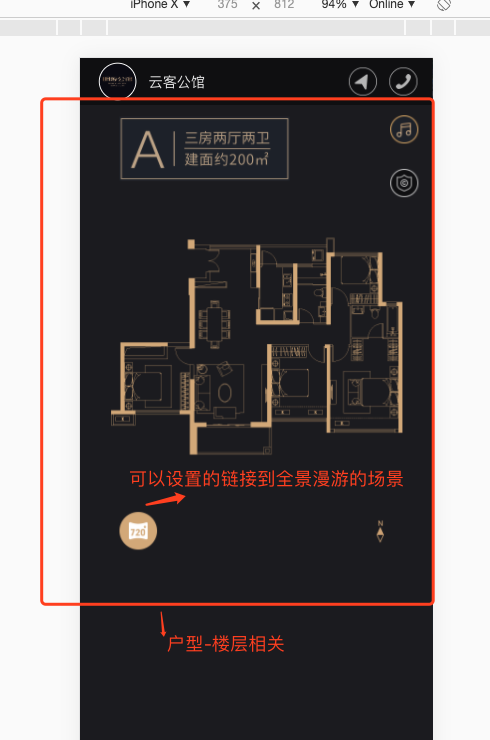 iPhone X ▼ 375 × 812 94% ▼ Online ▼
云客公馆
A
三房两厅两卫
建面约200㎡
可以设置的链接到全景漫游的场景
720
N
户型-楼层相关